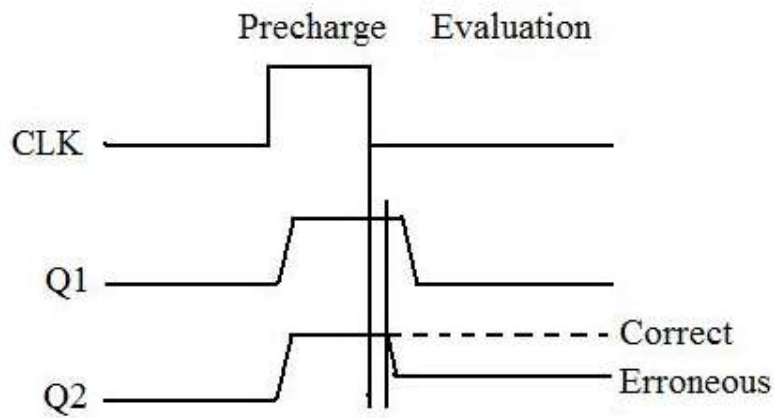 Precharge Evaluation
CLK
Q1
Correct
Erroneous
Q2